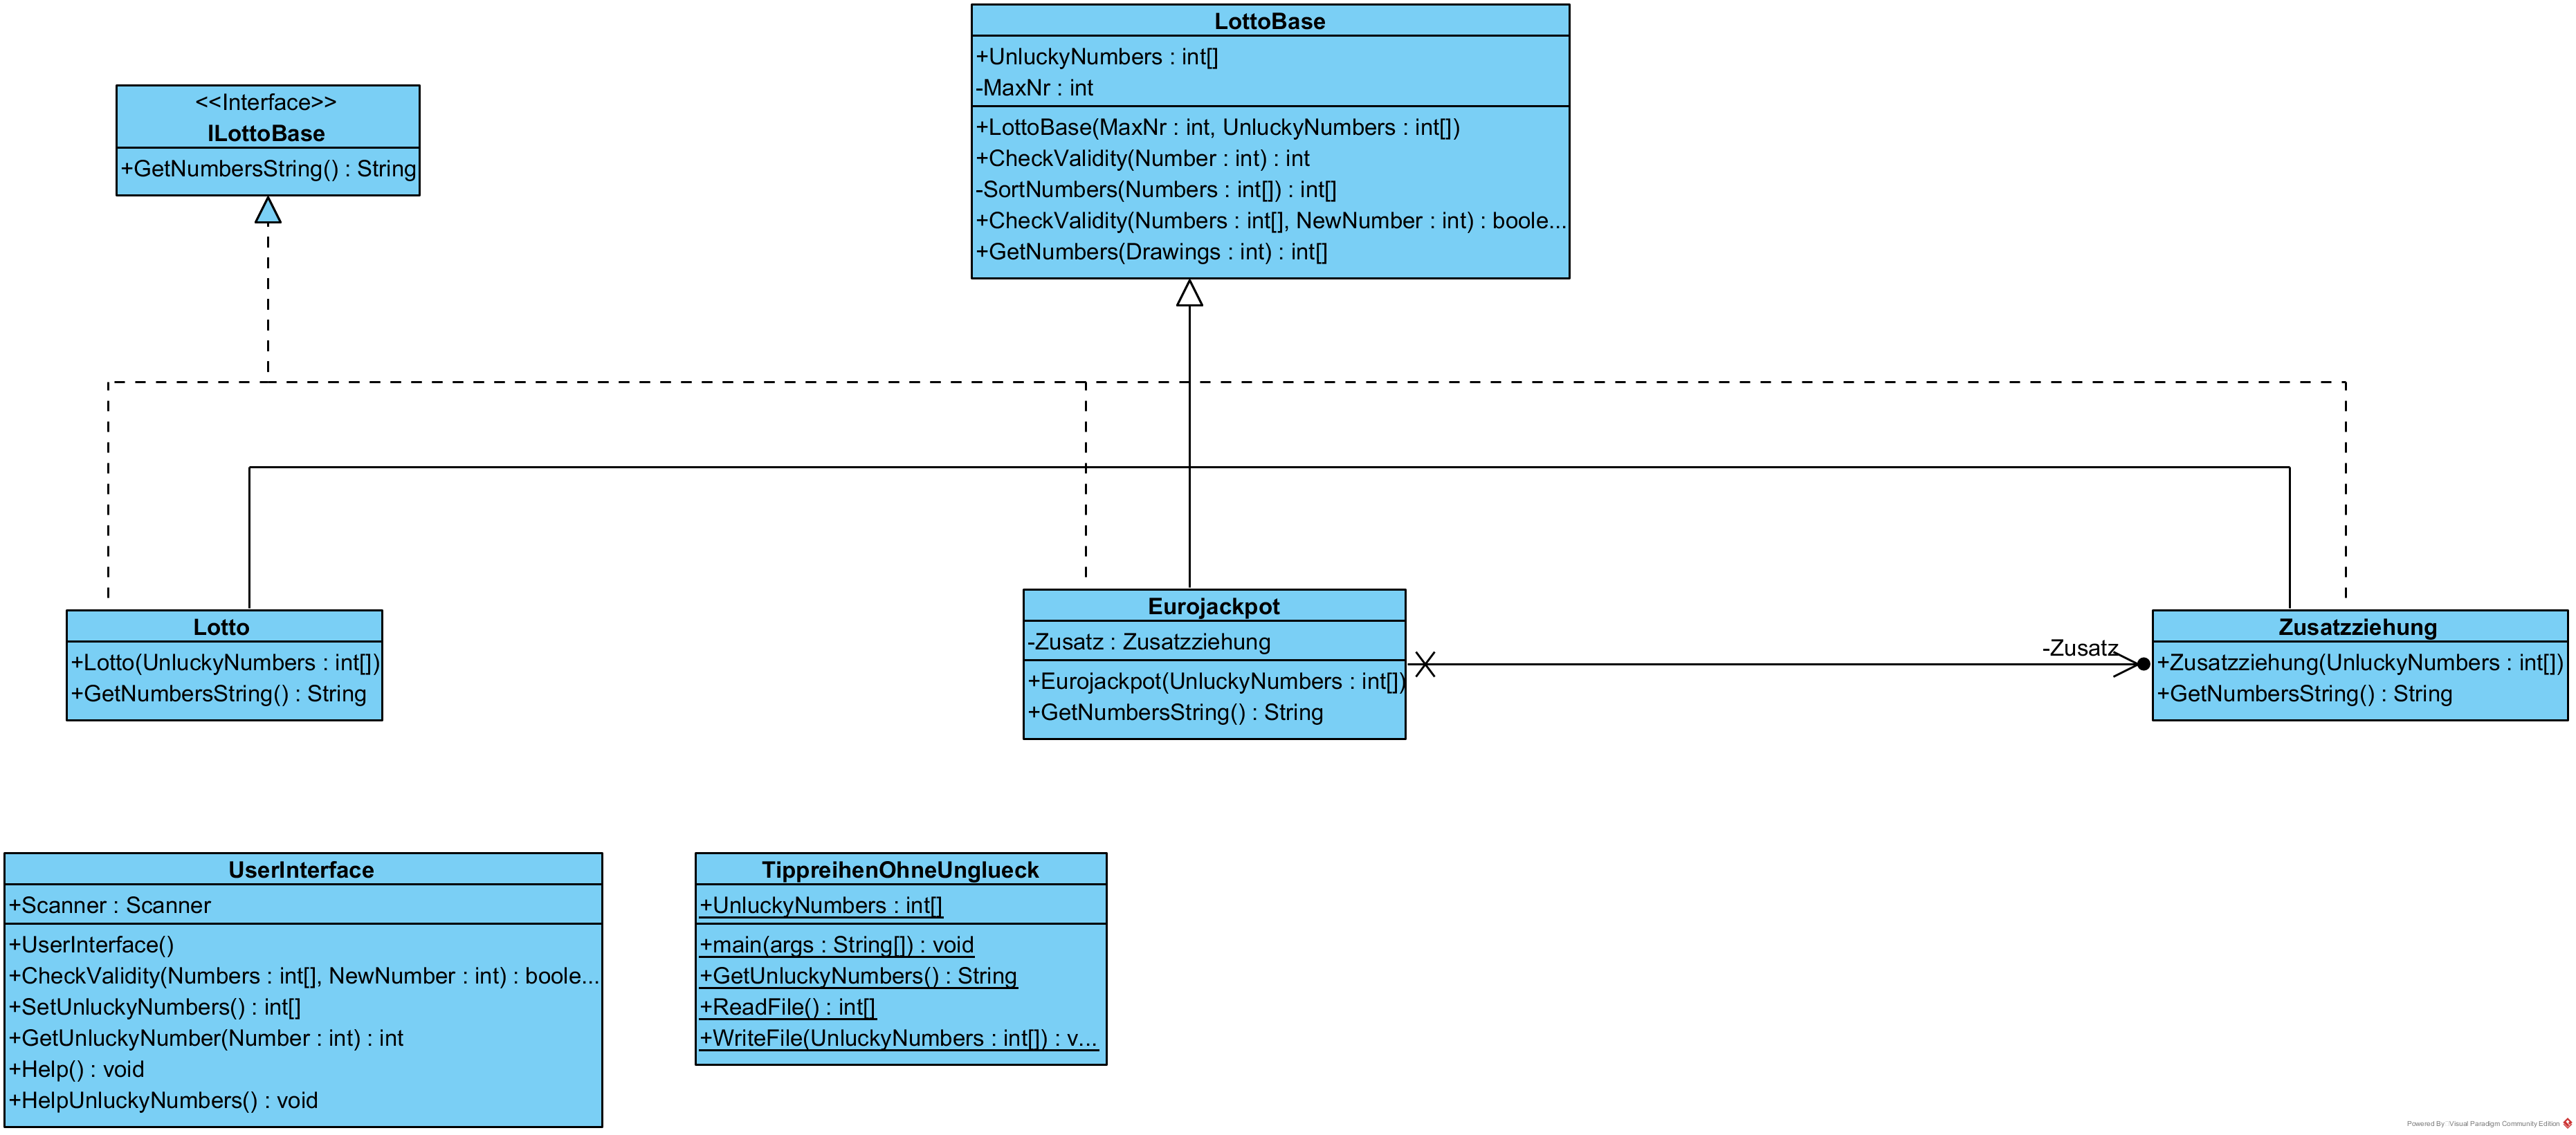 LottoBase
+UnluckyNumbers : int[]
-MaxNr : int
+LottoBase(MaxNr : int, UnluckyNumbers : int[])
+CheckValidity(Number : int) : int
-SortNumbers(Numbers : int[]) : int[]
+CheckValidity(Numbers : int[], NewNumber : int) : boole...
+GetNumbers(Drawings : int) : int[]
<<Interface>>
ILottoBase
+GetNumbersString() : String
Lotto
+Lotto(UnluckyNumbers : int[])
+GetNumbersString() : String
Eurojackpot
-Zusatz : Zusatzziehung
+Eurojackpot(UnluckyNumbers : int[])
+GetNumbersString() : String
-Zusatz
Zusatzziehung
+Zusatzziehung(UnluckyNumbers : int[])
+GetNumbersString() : String
UserInterface
+Scanner : Scanner
+UserInterface()
+CheckValidity(Numbers : int[], NewNumber : int) : boole...
+SetUnluckyNumbers() : int[]
+GetUnluckyNumber(Number : int) : int
+Help() : void
+HelpUnluckyNumbers() : void
TippreihenOhneUnglueck
+UnluckyNumbers : int[]
+main(args : String[]) : void
+GetUnluckyNumbers() : String
+ReadFile() : int[]
+WriteFile(UnluckyNumbers : int[]) : v...
Powered By Visual Paradigm Community Edition